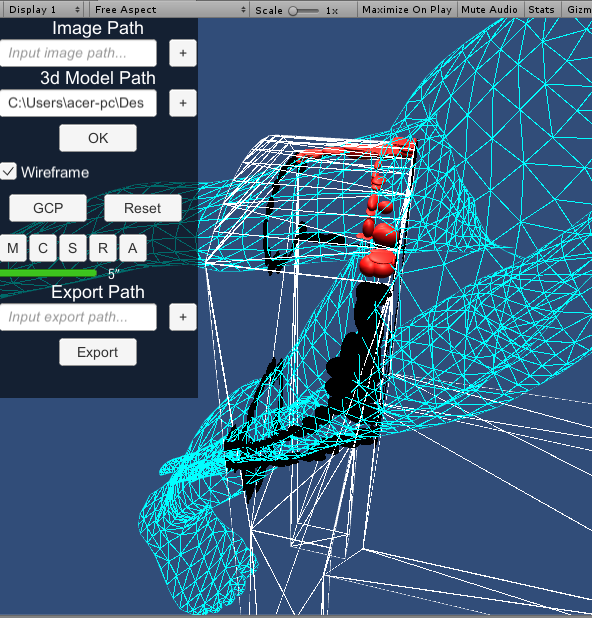 Display 1 Free Aspect Scale 1x Maximize On Play Mute Audio Stats Gizm
Image Path
Input image path... +
3d Model Path
C:\Users\acer-pc\Des +
OK
Wireframe
GCP Reset
M C S R A
5"
Export Path
Input export path... +
Export